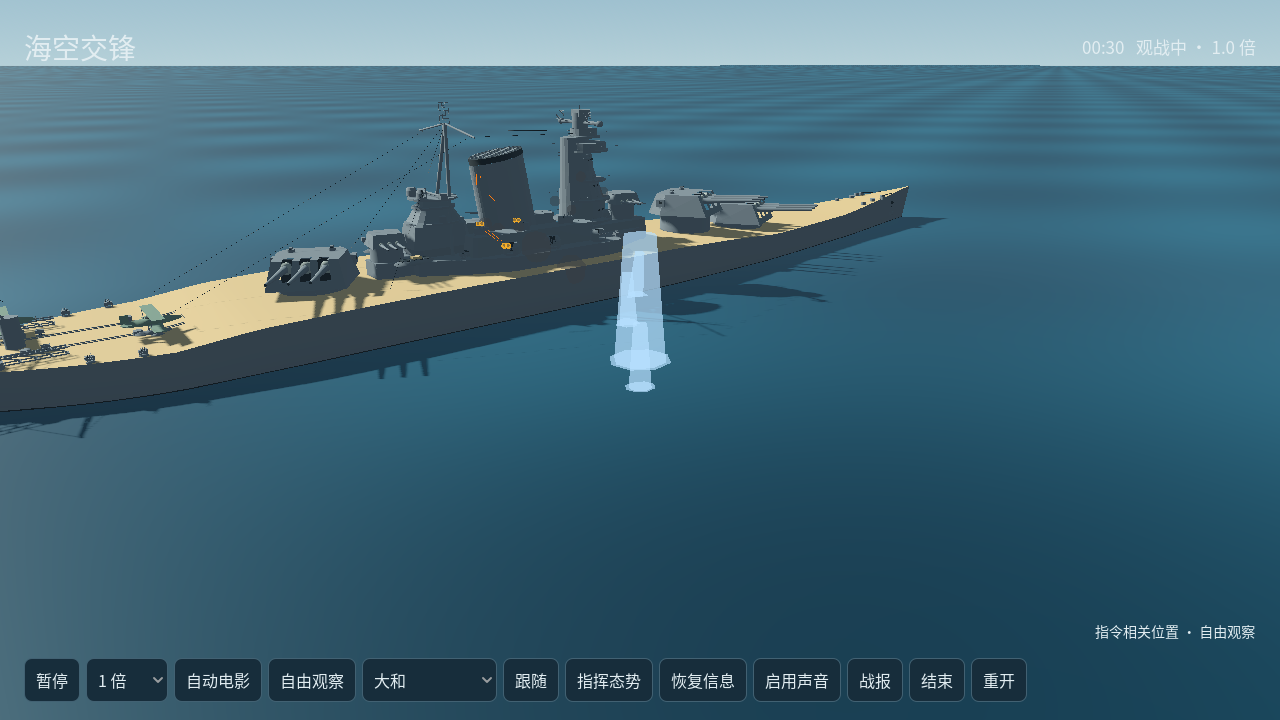 海空交锋
00:30 观战中 · 1.0 倍
指令相关位置 · 自由观察
暂停 1 倍 自动电影 自由观察 大和 跟随 指挥态势 恢复信息 启用声音 战报 结束 重开